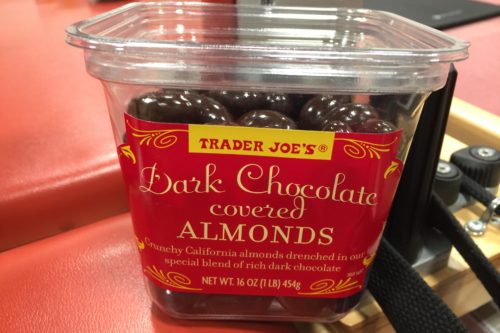 TRADER JOE'S®
Dark Chocolate
covered
ALMONDS
Crunchy California almonds drenched in our
special blend of rich dark chocolate
NET WT. 16 OZ (1 LB) 454g